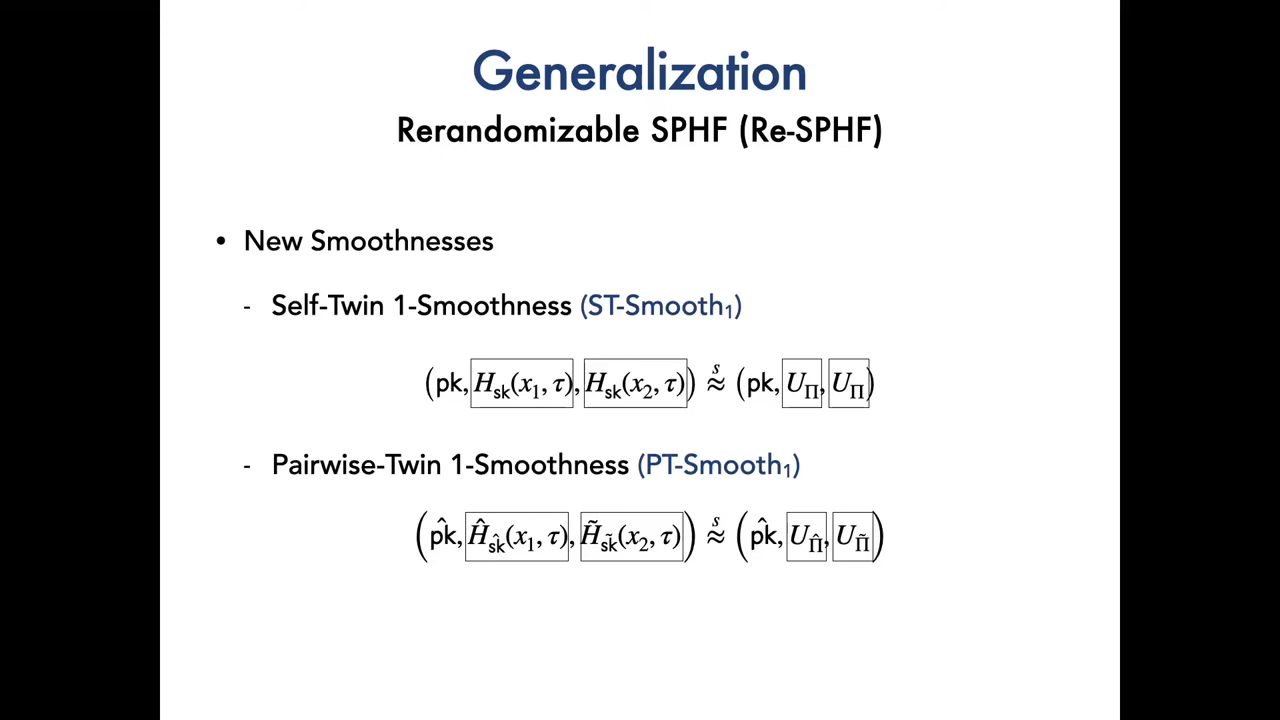 Generalization
Rerandomizable SPHF (Re-SPHF)
• New Smoothnesses
- Self-Twin 1-Smoothness (ST-Smooth₁)
(pk, H_sk(x₁, τ), H_sk(x₂, τ)) ≈ˢ (pk, U_Π, U_Π)
- Pairwise-Twin 1-Smoothness (PT-Smooth₁)
(p̂k, Ĥ_ŝk(x₁, τ), H̃_s̃k(x₂, τ)) ≈ˢ (p̂k, U_Π̂, U_Π̃)